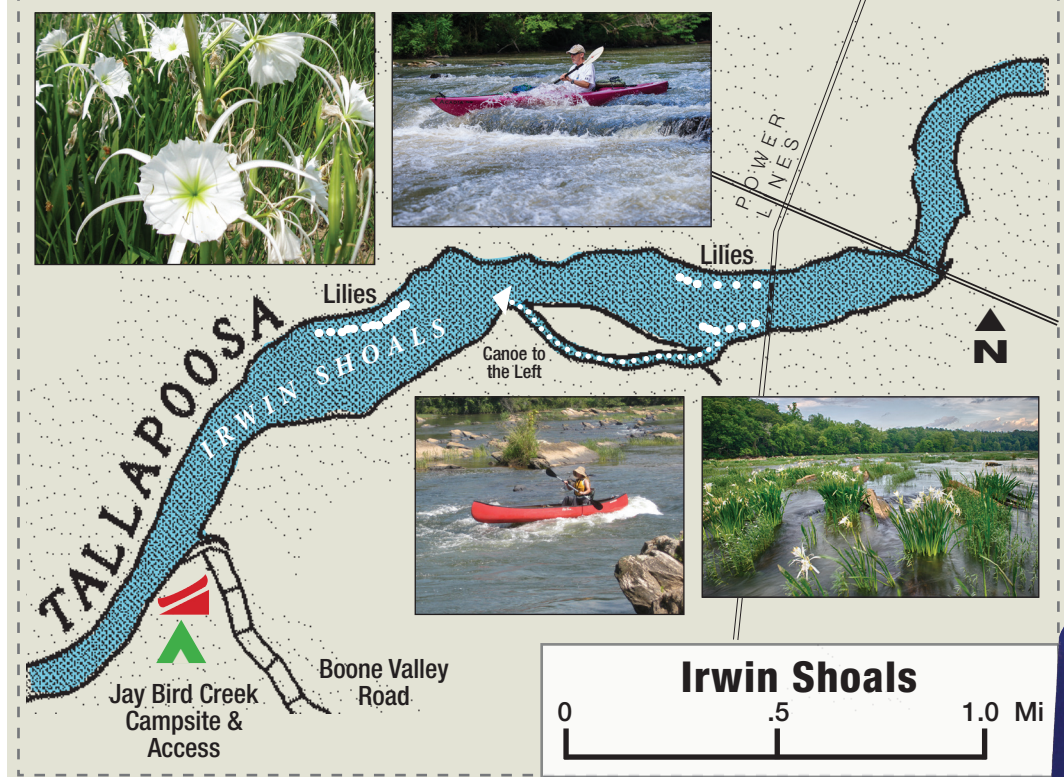 POWER
LINES
Lilies
Lilies
TALLAPOOSA
IRWIN SHOALS
Canoe to
the Left
N
Boone Valley
Road
Jay Bird Creek
Campsite &
Access
Irwin Shoals
0 .5 1.0 Mi